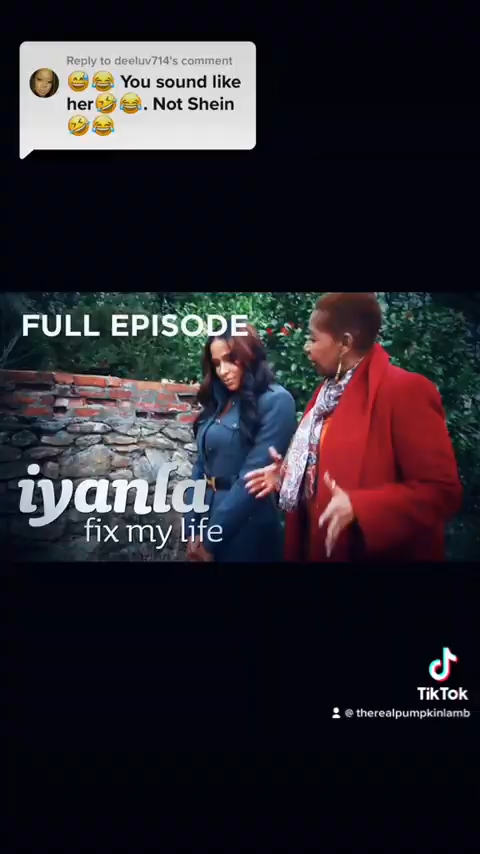 Reply to deeluv714's comment
😅😂 You sound like
her🤣😂. Not Shein
🤣😂
FULL EPISODE
iyanla
fix my life
TikTok
@therealpumpkinlamb